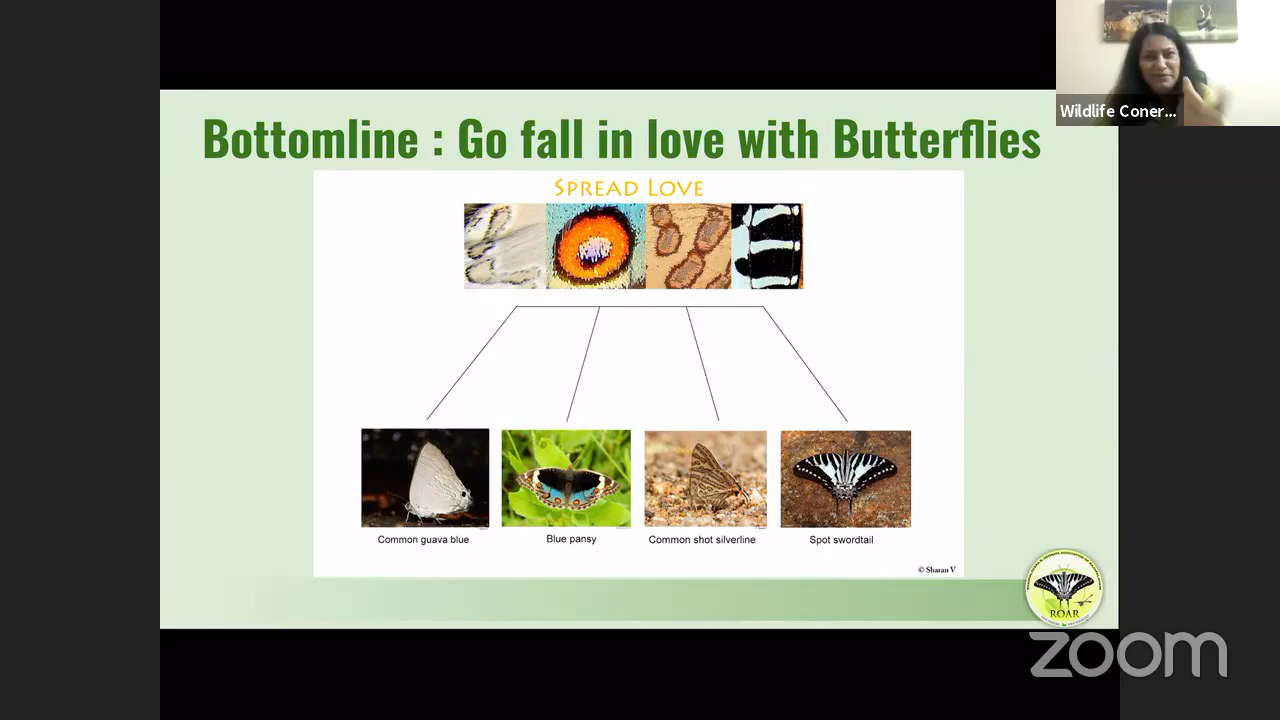 Wildlife Coner...
Bottomline : Go fall in love with Butterflies
SPREAD LOVE
Common guava blue
Blue pansy
Common shot silverline
Spot swordtail
© Sharan V
ROAR
zoom